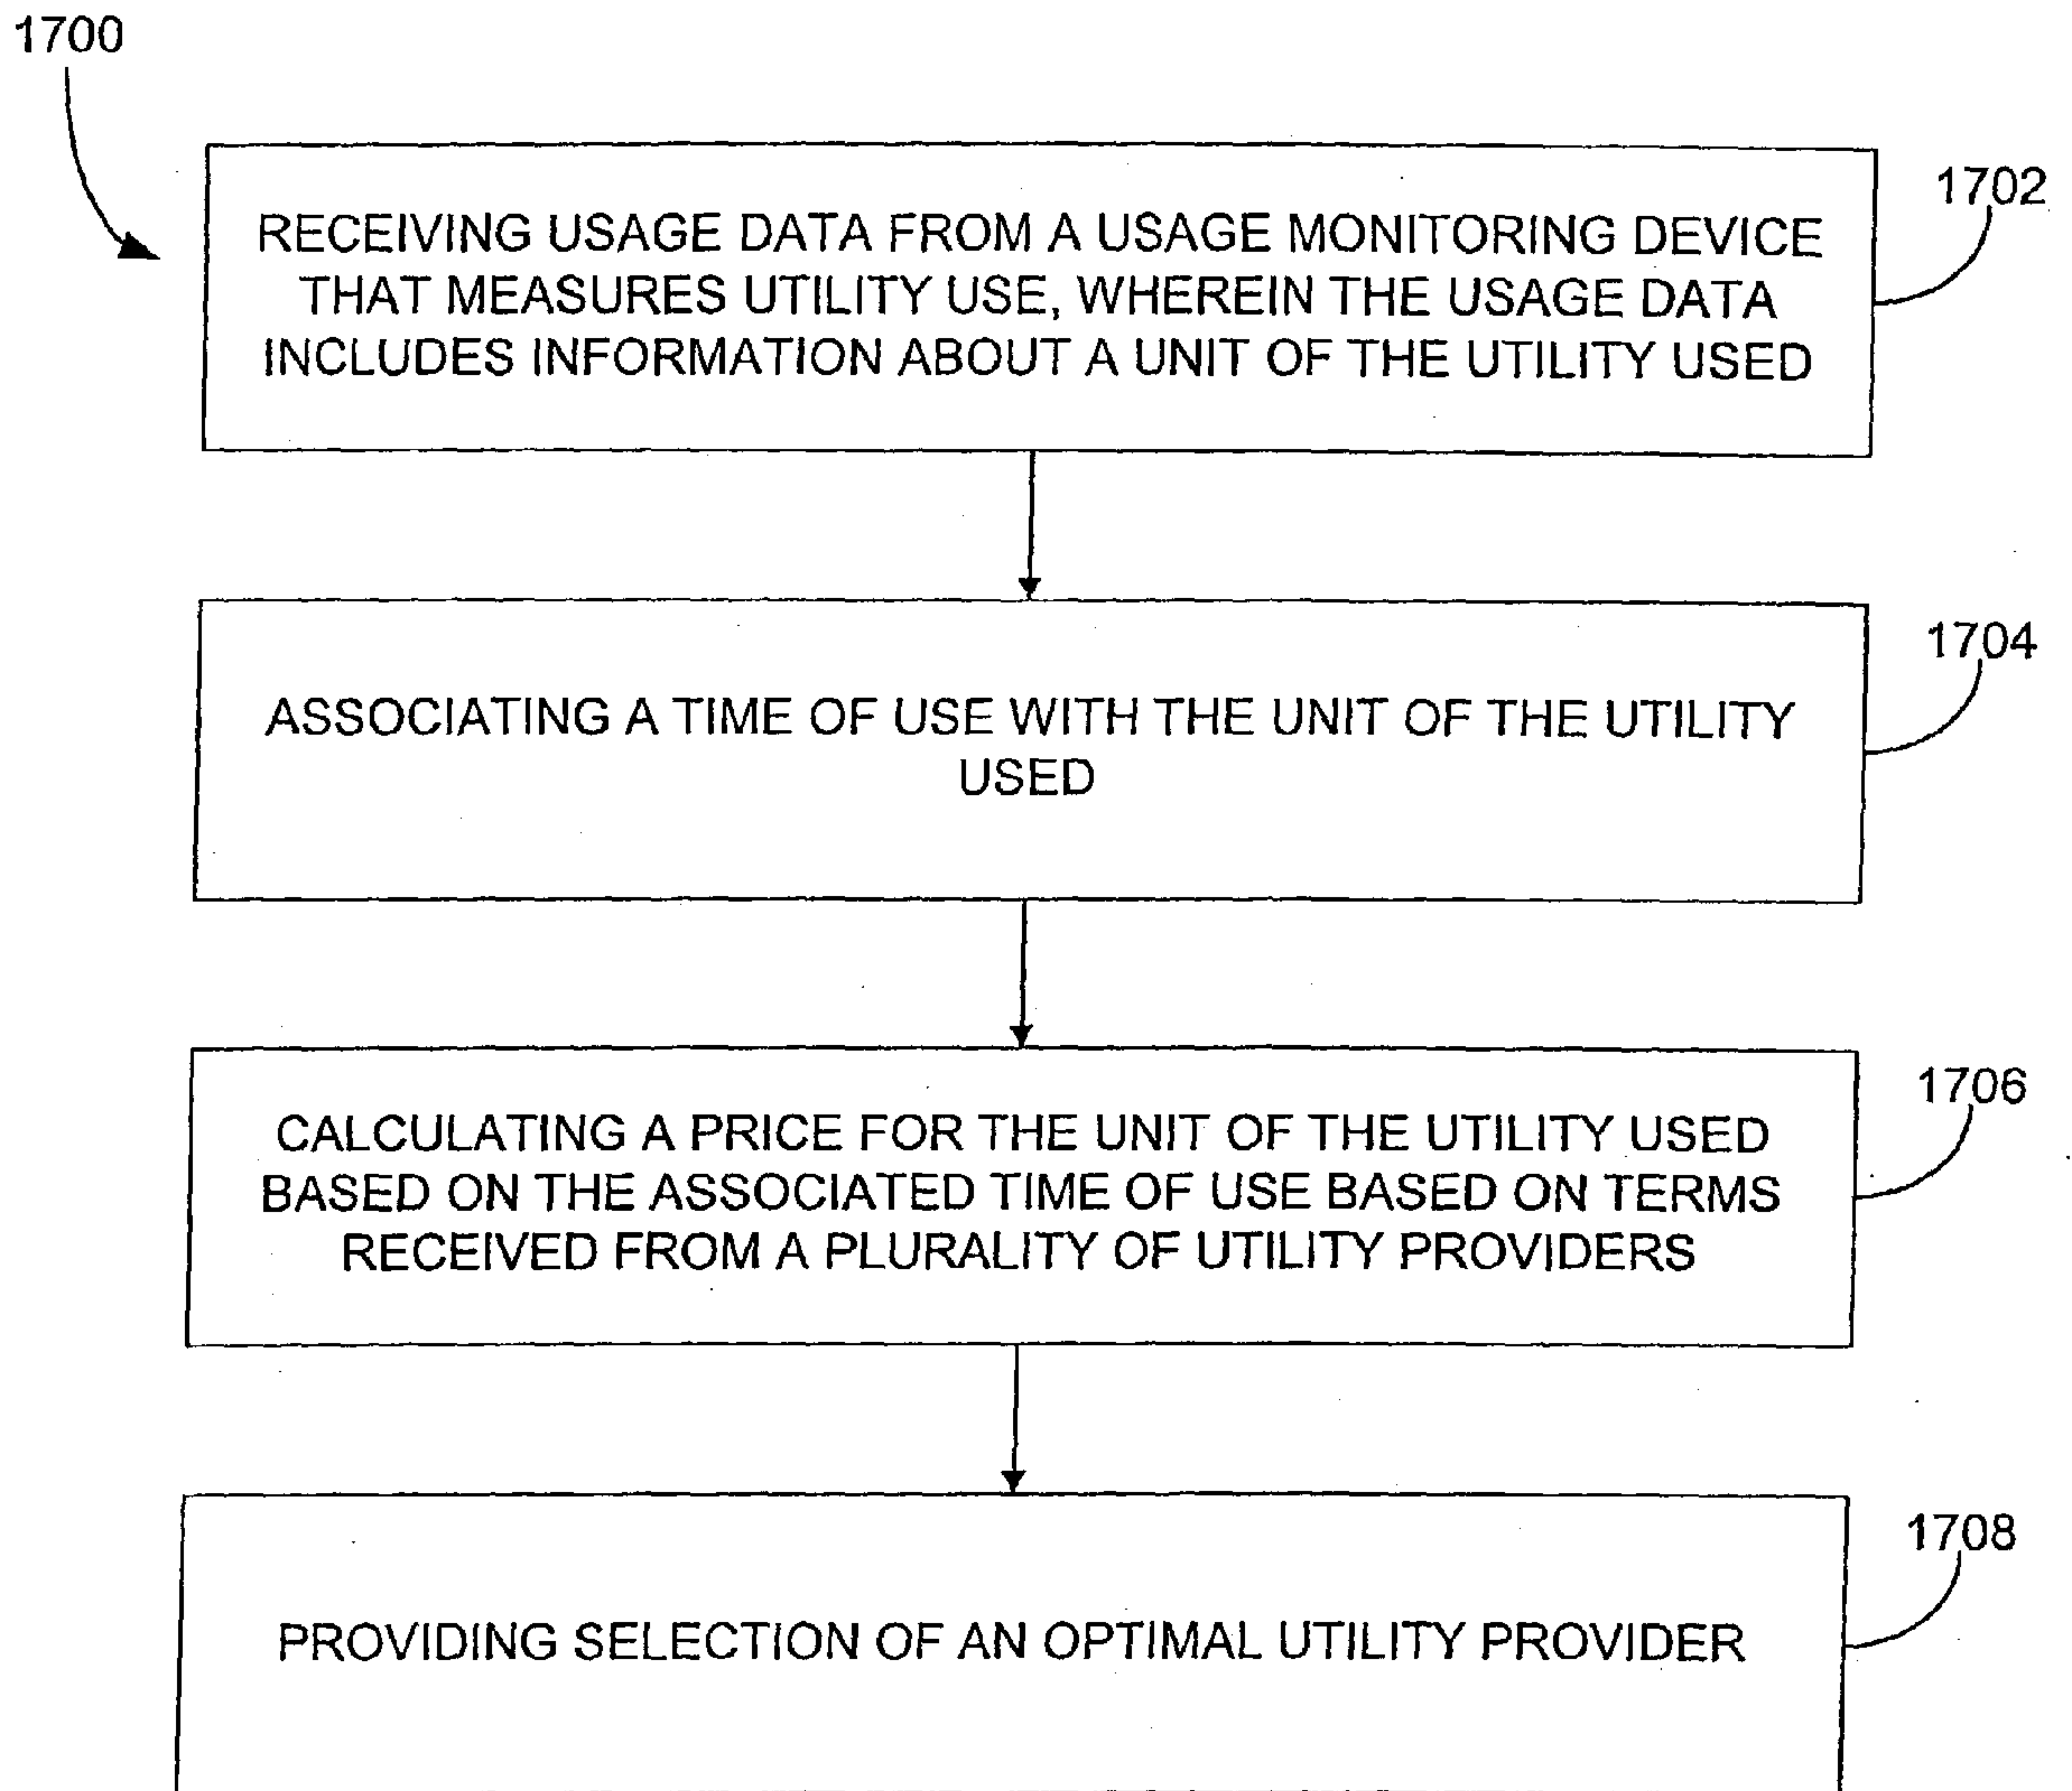 1700
1702
RECEIVING USAGE DATA FROM A USAGE MONITORING DEVICE
THAT MEASURES UTILITY USE, WHEREIN THE USAGE DATA
INCLUDES INFORMATION ABOUT A UNIT OF THE UTILITY USED
1704
ASSOCIATING A TIME OF USE WITH THE UNIT OF THE UTILITY
USED
1706
CALCULATING A PRICE FOR THE UNIT OF THE UTILITY USED
BASED ON THE ASSOCIATED TIME OF USE BASED ON TERMS
RECEIVED FROM A PLURALITY OF UTILITY PROVIDERS
1708
PROVIDING SELECTION OF AN OPTIMAL UTILITY PROVIDER